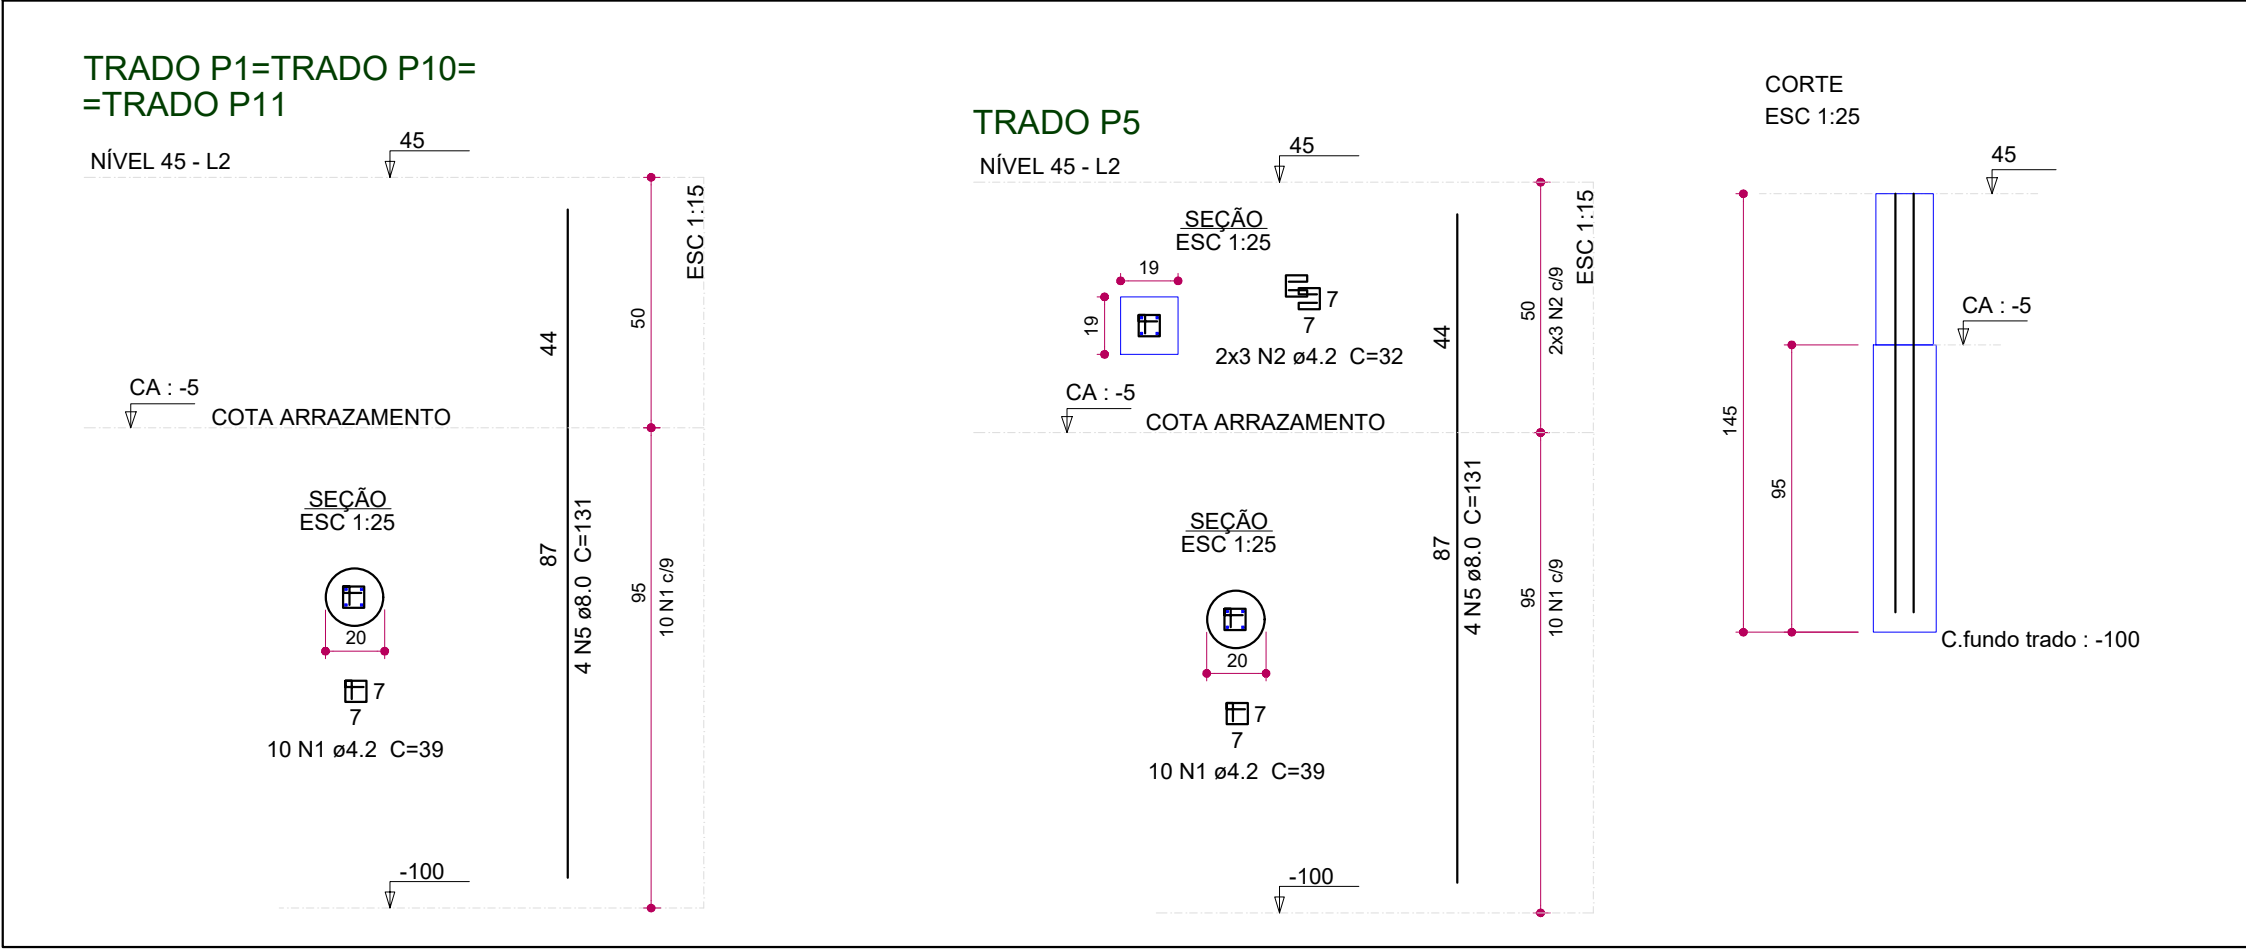 TRADO P1=TRADO P10=
=TRADO P11
NÍVEL 45 - L2
45
ESC 1:15
50
44
CA : -5
COTA ARRAZAMENTO
SEÇÃO
ESC 1:25
20
7
7
10 N1 ø4.2 C=39
87
4 N5 ø8.0 C=131
95
10 N1 c/9
-100
TRADO P5
NÍVEL 45 - L2
45
ESC 1:15
SEÇÃO
ESC 1:25
19
19
7
7
2x3 N2 ø4.2 C=32
44
50
2x3 N2 c/9
CA : -5
COTA ARRAZAMENTO
SEÇÃO
ESC 1:25
20
7
7
10 N1 ø4.2 C=39
87
4 N5 ø8.0 C=131
95
10 N1 c/9
-100
CORTE
ESC 1:25
45
CA : -5
145
95
C.fundo trado : -100